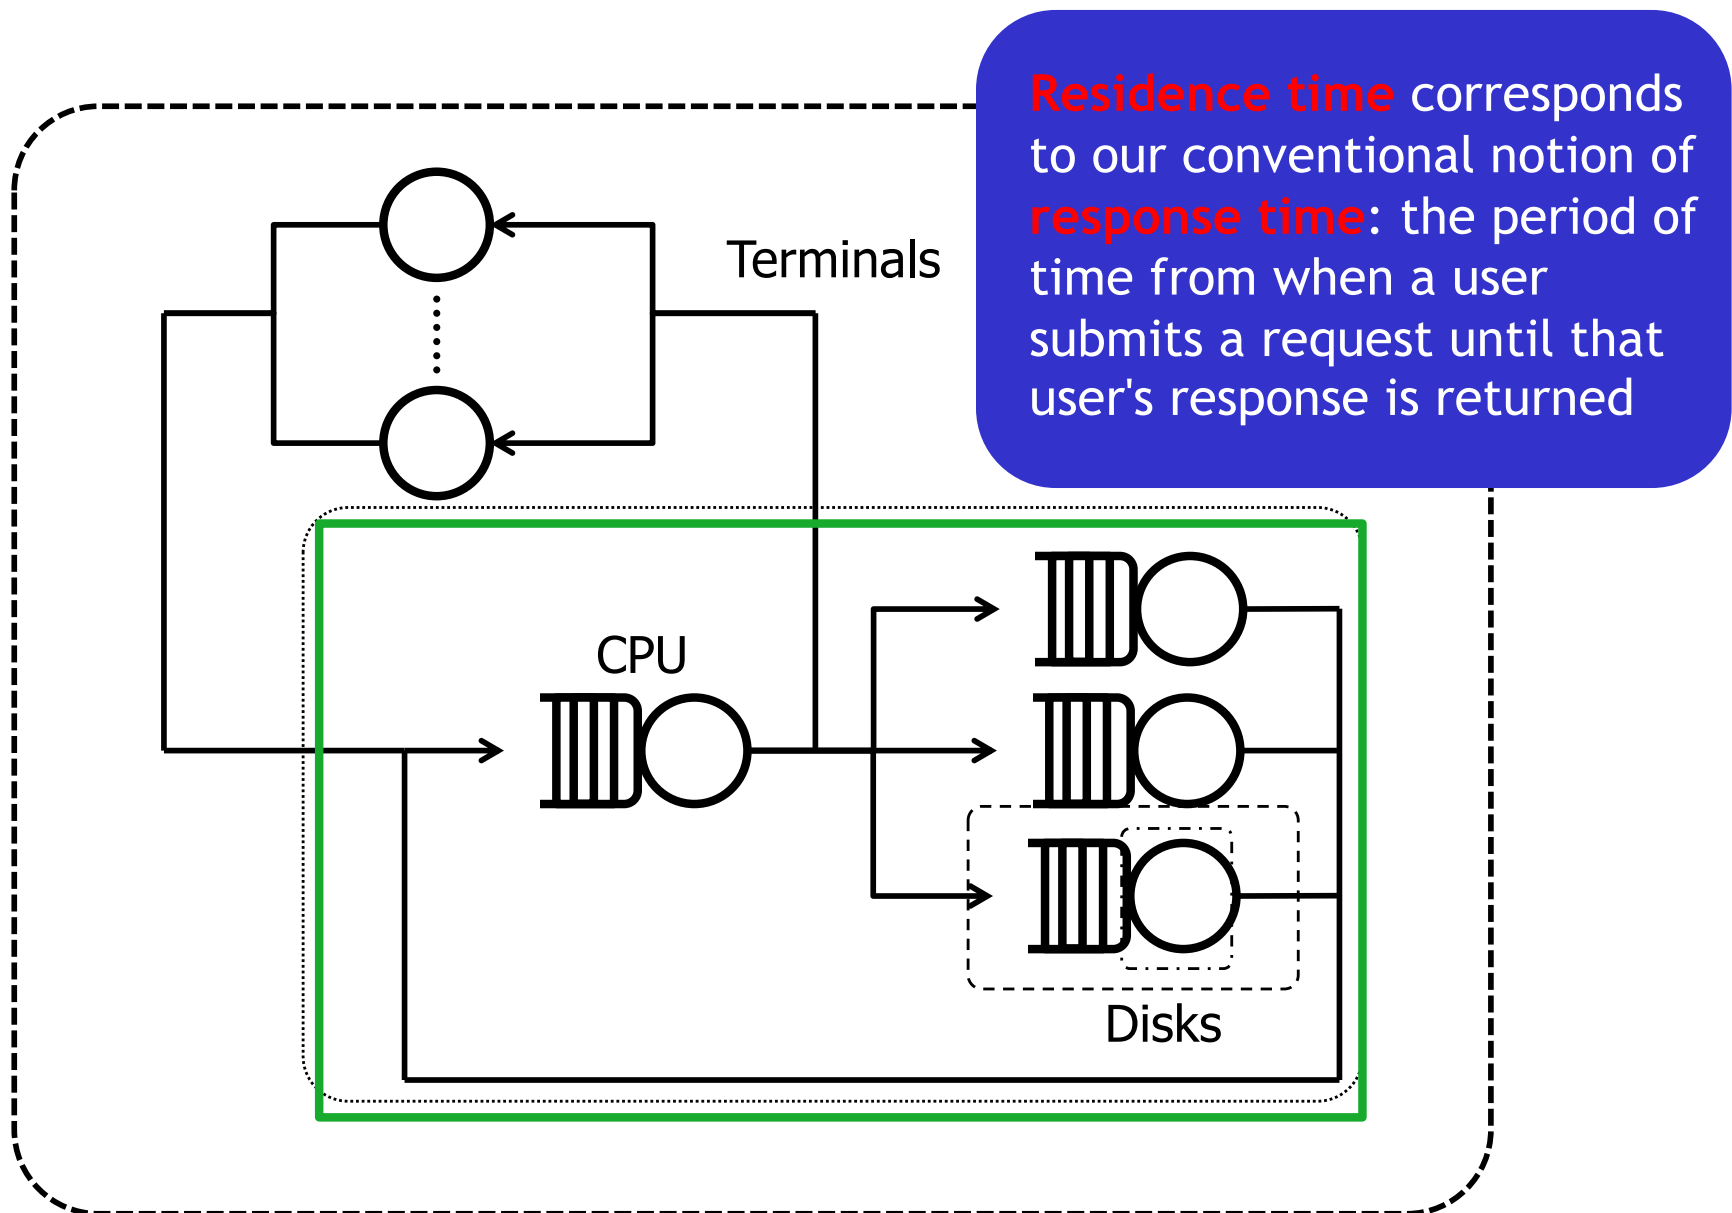 Residence time corresponds
to our conventional notion of
response time: the period of
time from when a user
submits a request until that
user's response is returned
Terminals
CPU
Disks